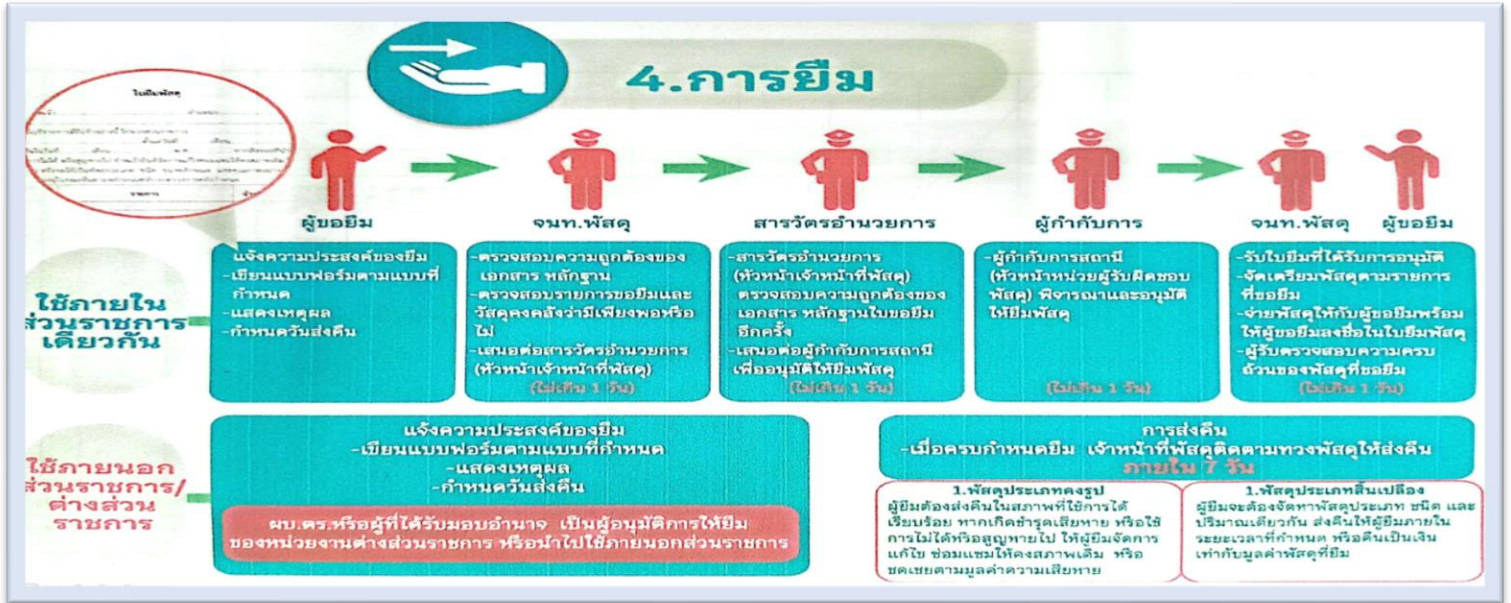 4.การยืม
ใบยืมพัสดุ
ผู้ขอยืม
จนท.พัสดุ
สารวัตรอำนวยการ
ผู้กำกับการ
จนท.พัสดุ
ผู้ขอยืม
ใช้ภายใน
ส่วนราชการ
เดียวกัน
แจ้งความประสงค์ของยืม
-เขียนแบบฟอร์มตามแบบที่
กำหนด
-แสดงเหตุผล
-กำหนดวันส่งคืน
-ตรวจสอบความถูกต้องของ
เอกสาร หลักฐาน
-ตรวจสอบรายการขอยืมและ
วัสดุคงคลังว่ามีเพียงพอหรือ
ไม่
-เสนอต่อสารวัตรอำนวยการ
(หัวหน้าเจ้าหน้าที่พัสดุ)
(ไม่เกิน 1 วัน)
-สารวัตรอำนวยการ
(หัวหน้าเจ้าหน้าที่พัสดุ)
ตรวจสอบความถูกต้องของ
เอกสาร หลักฐานใบขอยืม
อีกครั้ง
-เสนอต่อผู้กำกับการสถานี
เพื่ออนุมัติให้ยืมพัสดุ
(ไม่เกิน 1 วัน)
-ผู้กำกับการสถานี
(หัวหน้าหน่วยผู้รับผิดชอบ
พัสดุ) พิจารณาและอนุมัติ
ให้ยืมพัสดุ
(ไม่เกิน 1 วัน)
-รับใบยืมที่ได้รับการอนุมัติ
-จัดเตรียมพัสดุตามรายการ
ที่ขอยืม
-จ่ายพัสดุให้กับผู้ขอยืมพร้อม
ให้ผู้ขอยืมลงชื่อในใบยืมพัสดุ
-ผู้รับตรวจสอบความครบ
ถ้วนของพัสดุที่ขอยืม
(ไม่เกิน 1 วัน)
ใช้ภายนอก
ส่วนราชการ/
ต่างส่วน
ราชการ
แจ้งความประสงค์ของยืม
-เขียนแบบฟอร์มตามแบบที่กำหนด
-แสดงเหตุผล
-กำหนดวันส่งคืน
ผบ.ตร.หรือผู้ที่ได้รับมอบอำนาจ เป็นผู้อนุมัติการให้ยืม
ของหน่วยงานต่างส่วนราชการ หรือนำไปใช้ภายนอกส่วนราชการ
การส่งคืน
-เมื่อครบกำหนดยืม เจ้าหน้าที่พัสดุติดตามทวงพัสดุให้ส่งคืน
ภายใน 7 วัน
1.พัสดุประเภทคงรูป
ผู้ยืมต้องส่งคืนในสภาพที่ใช้การได้
เรียบร้อย หากเกิดชำรุดเสียหาย หรือใช้
การไม่ได้หรือสูญหายไป ให้ผู้ยืมจัดการ
แก้ไข ซ่อมแซมให้คงสภาพเดิม หรือ
ชดเชยตามมูลค่าความเสียหาย
1.พัสดุประเภทสิ้นเปลือง
ผู้ยืมจะต้องจัดหาพัสดุประเภท ชนิด และ
ปริมาณเดียวกัน ส่งคืนให้ผู้ยืมภายใน
ระยะเวลาที่กำหนด หรือคืนเป็นเงิน
เท่ากับมูลค่าพัสดุที่ยืม